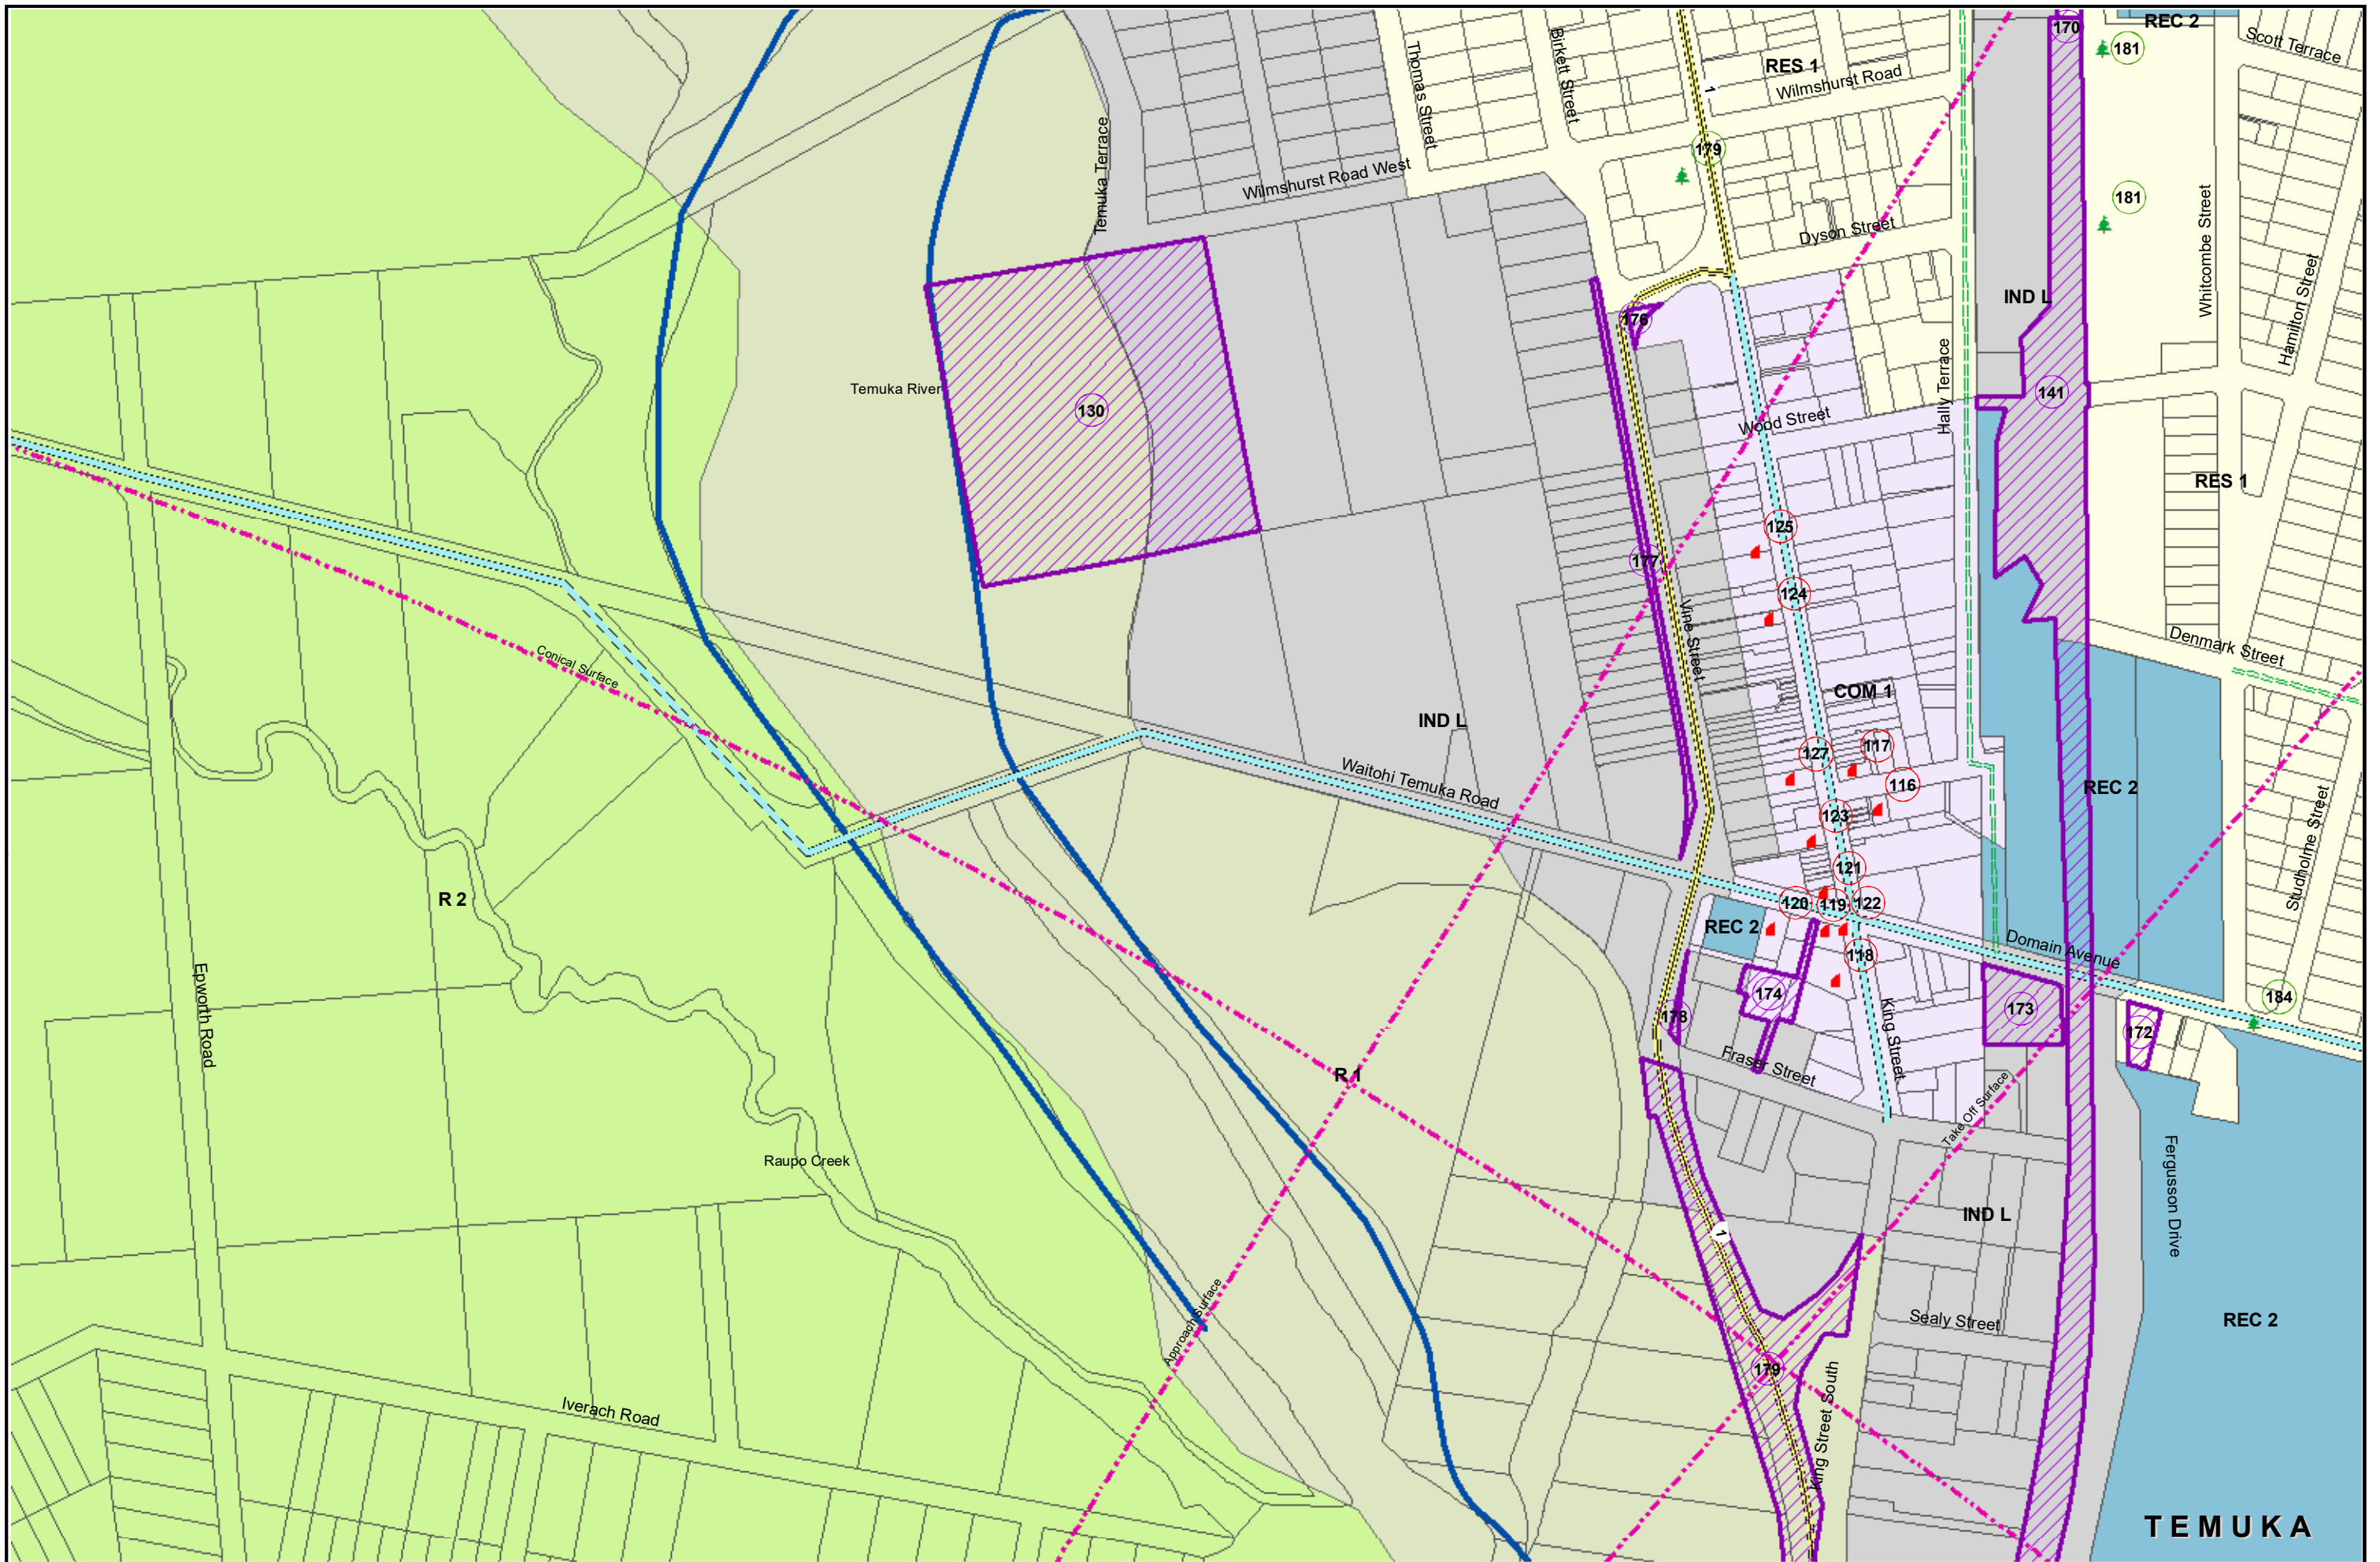 170
REC 2
Scott Terrace
181
Thomas Street
Birkett Street
RES 1
Wilmshurst Road
1
179
Temuka Terrace
Wilmshurst Road West
181
Whitcombe Street
Dyson Street
Hamilton Street
IND L
176
Hally Terrace
Temuka River
130
141
Wood Street
RES 1
125
177
124
Vine Street
Denmark Street
Conical Surface
COM 1
IND L
127
117
116
REC 2
Waitohi Temuka Road
123
Studholme Street
121
R 2
120
119
122
REC 2
118
Domain Avenue
Epworth Road
174
184
173
178
172
King Street
Fraser Street
R 1
Take Off Surface
Raupo Creek
Fergusson Drive
1
IND L
Approach Surface
Sealy Street
REC 2
179
King Street South
Iverach Road
TEMUKA